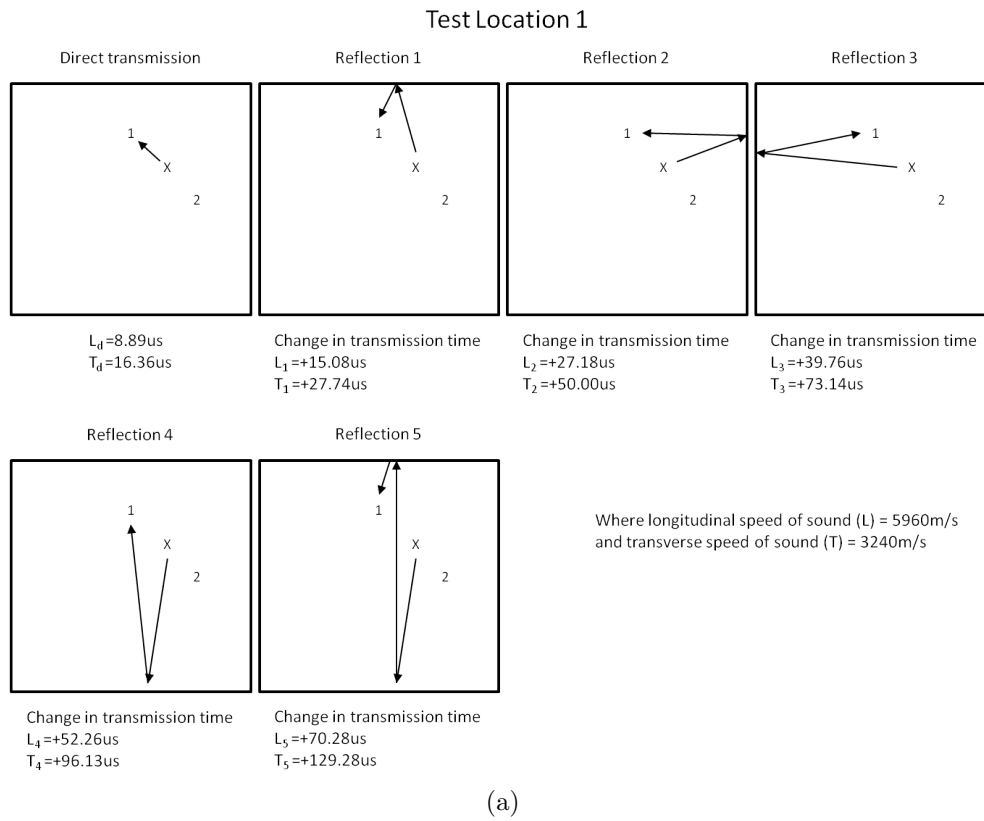 Test Location 1
Direct transmission
Reflection 1
Reflection 2
Reflection 3
1
X
2
1
X
2
1
X
2
1
X
2
L_d=8.89us
T_d=16.36us
Change in transmission time
L_1=+15.08us
T_1=+27.74us
Change in transmission time
L_2=+27.18us
T_2=+50.00us
Change in transmission time
L_3=+39.76us
T_3=+73.14us
Reflection 4
Reflection 5
1
X
2
1
X
2
Where longitudinal speed of sound (L) = 5960m/s
and transverse speed of sound (T) = 3240m/s
Change in transmission time
L_4=+52.26us
T_4=+96.13us
Change in transmission time
L_5=+70.28us
T_5=+129.28us
(a)